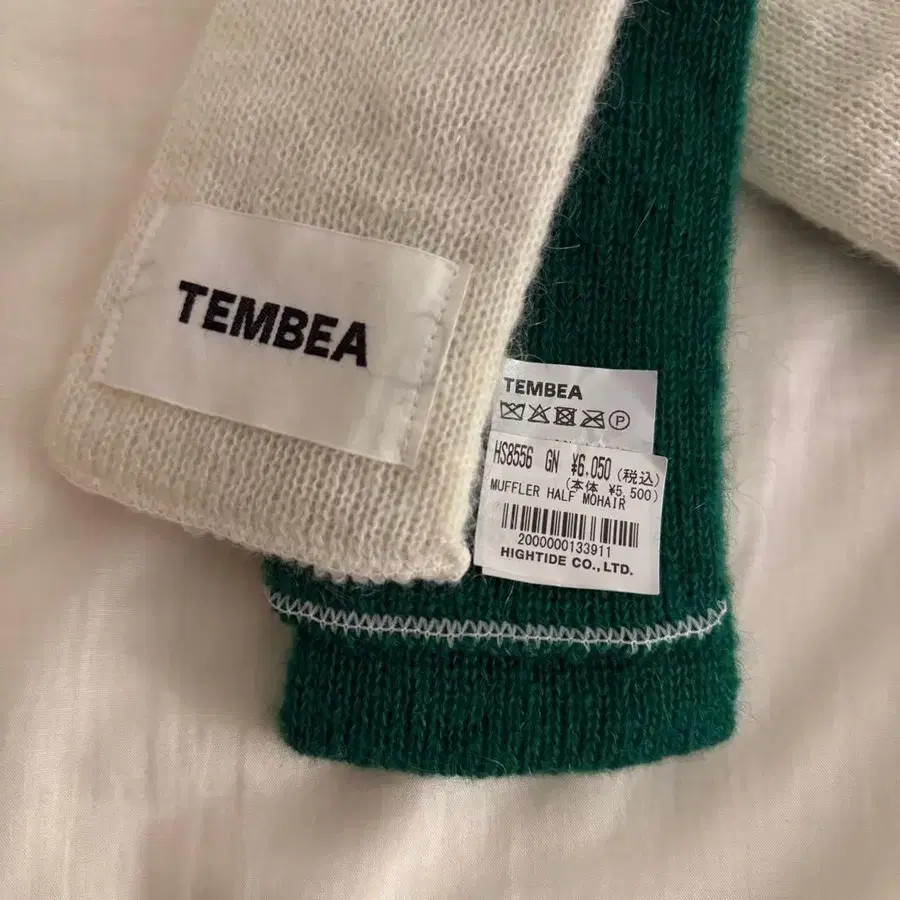 TEMBEA
TEMBEA
P
HS8556 GN ¥6,050 (税込)
(本体 ¥5,500)
MUFFLER HALF MOHAIR
2000000133911
HIGHTIDE CO.,LTD.